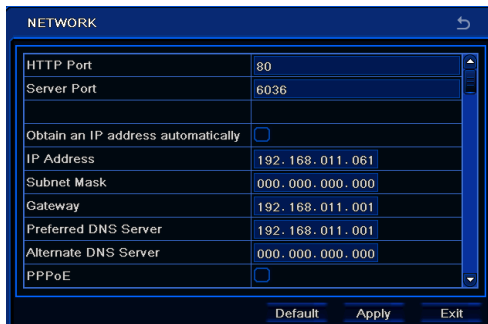 NETWORK
HTTP Port 80
Server Port 6036
Obtain an IP address automatically
IP Address 192.168.011.061
Subnet Mask 000.000.000.000
Gateway 192.168.011.001
Preferred DNS Server 192.168.011.001
Alternate DNS Server 000.000.000.000
PPPoE
Default Apply Exit